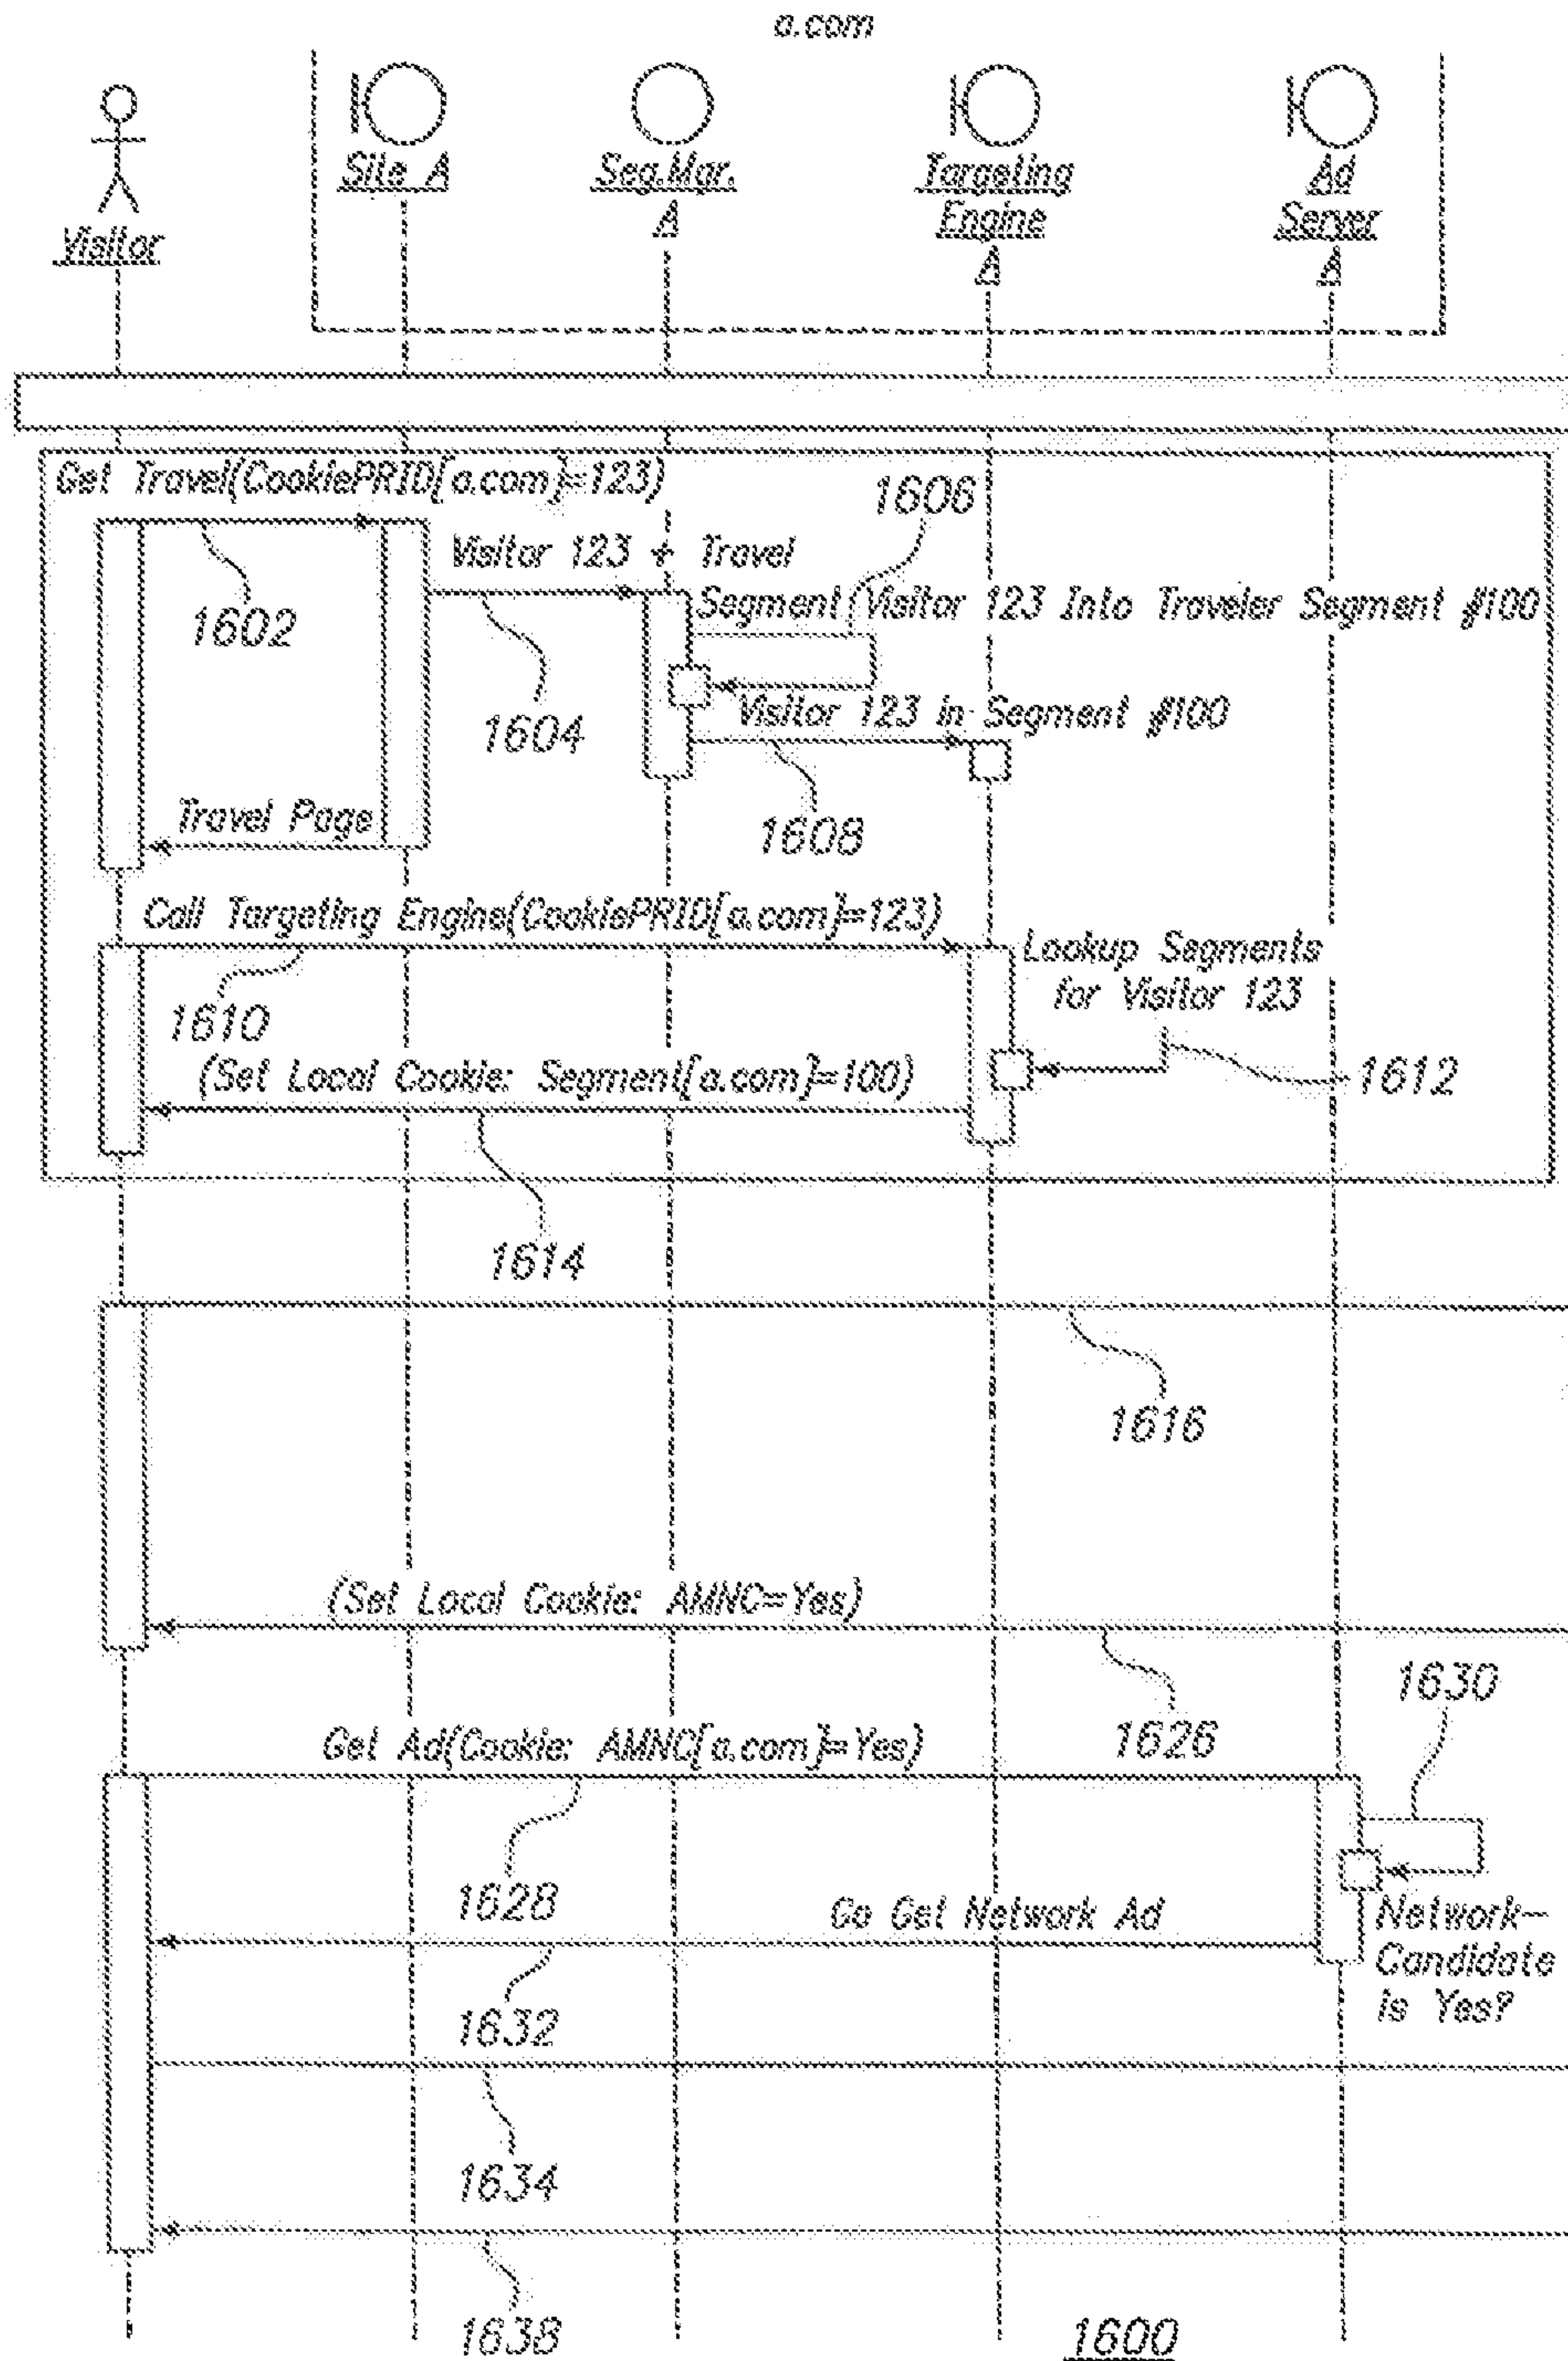 a.com
Site A
Seg.Mgr.
A
Targeting
Engine
A
Ad
Server
A
Visitor
Get Travel(CookiePRID[a.com]=123)
1606
Visitor 123 + Travel
1602
Segment Visitor 123 Into Traveler Segment #100
1604
Visitor 123 in Segment #100
Travel Page
1608
Call Targeting Engine(CookiePRID[a.com]=123)
Lookup Segments
for Visitor 123
1610
(Set Local Cookie: Segment[a.com]=100)
1612
1614
1616
(Set Local Cookie: AMNC=Yes)
1630
1626
Get Ad(Cookie: AMNC[a.com]=Yes)
1628
Go Get Network Ad
Network-
Candidate
is Yes?
1632
1634
1638
1600